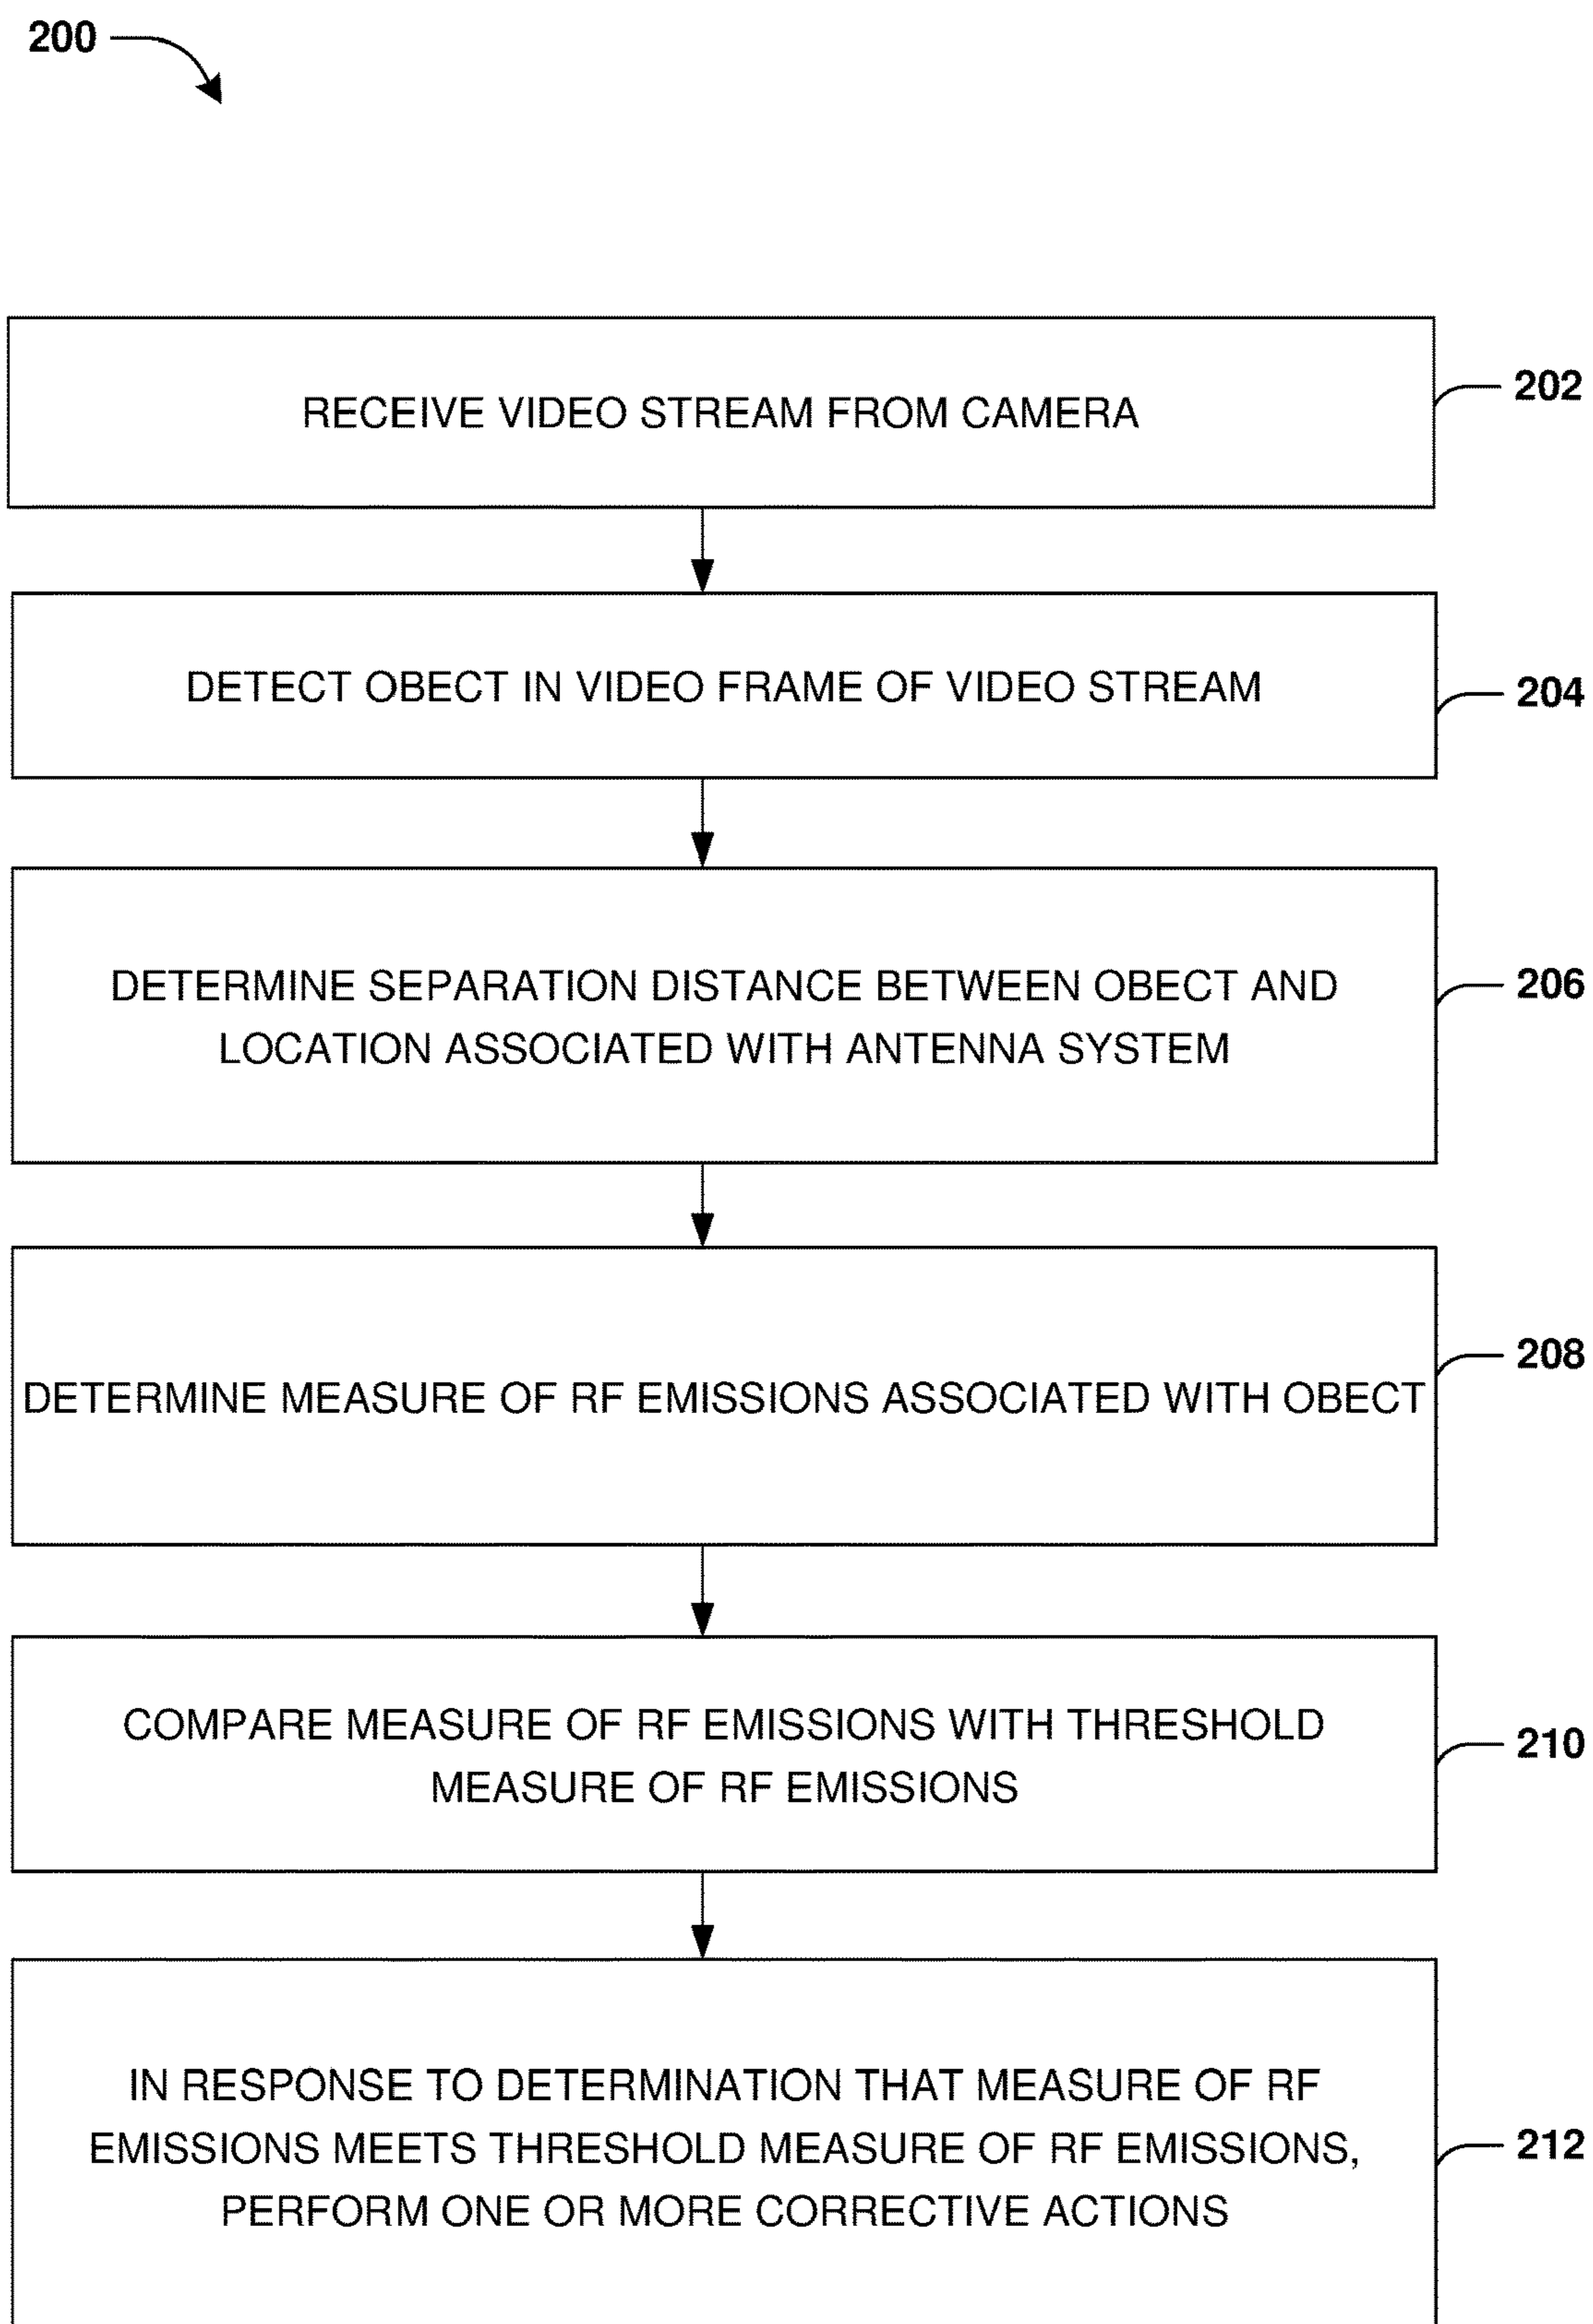 200
RECEIVE VIDEO STREAM FROM CAMERA
202
DETECT OBECT IN VIDEO FRAME OF VIDEO STREAM
204
DETERMINE SEPARATION DISTANCE BETWEEN OBECT AND
LOCATION ASSOCIATED WITH ANTENNA SYSTEM
206
DETERMINE MEASURE OF RF EMISSIONS ASSOCIATED WITH OBECT
208
COMPARE MEASURE OF RF EMISSIONS WITH THRESHOLD
MEASURE OF RF EMISSIONS
210
IN RESPONSE TO DETERMINATION THAT MEASURE OF RF
EMISSIONS MEETS THRESHOLD MEASURE OF RF EMISSIONS,
PERFORM ONE OR MORE CORRECTIVE ACTIONS
212